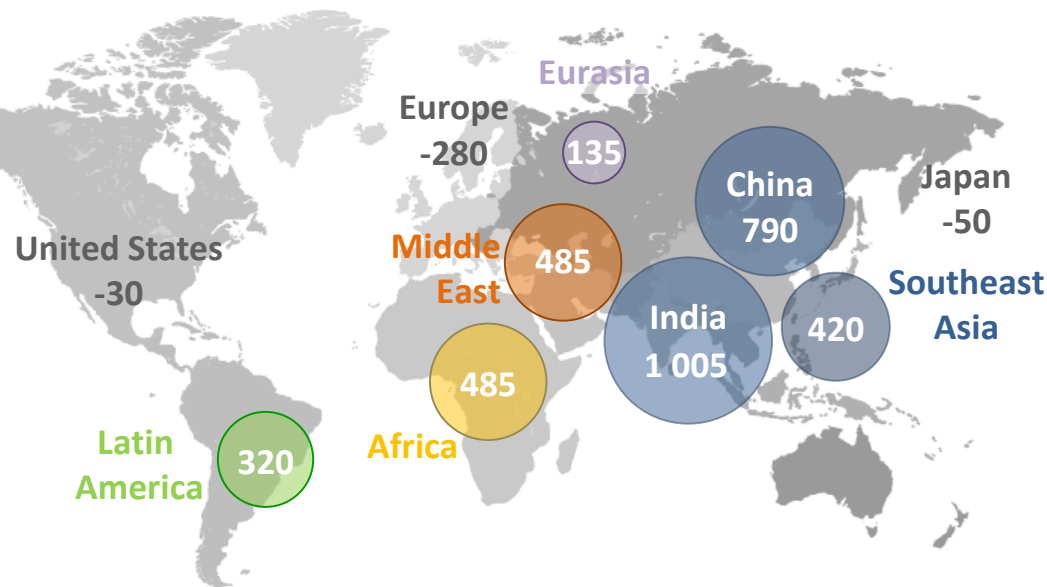 Eurasia
135
Europe
-280
China
790
Japan
-50
United States
-30
Middle
East
485
Southeast
Asia
420
India
1 005
Africa
485
Latin
America
320